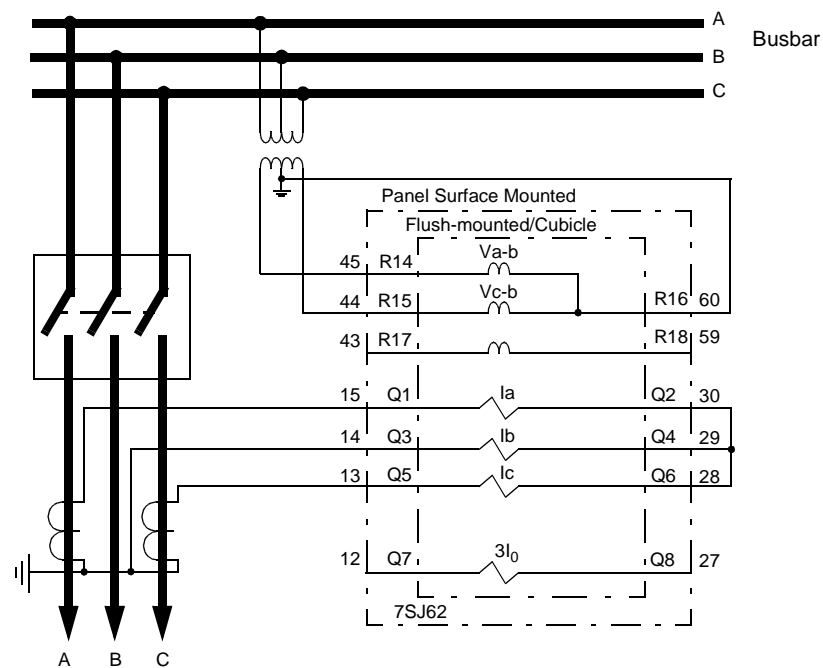 A
Busbar
B
C
Panel Surface Mounted
Flush-mounted/Cubicle
45 R14 Va-b
44 R15 Vc-b R16 60
43 R17 R18 59
15 Q1 Ia Q2 30
14 Q3 Ib Q4 29
13 Q5 Ic Q6 28
12 Q7 3I0 Q8 27
7SJ62
A B C